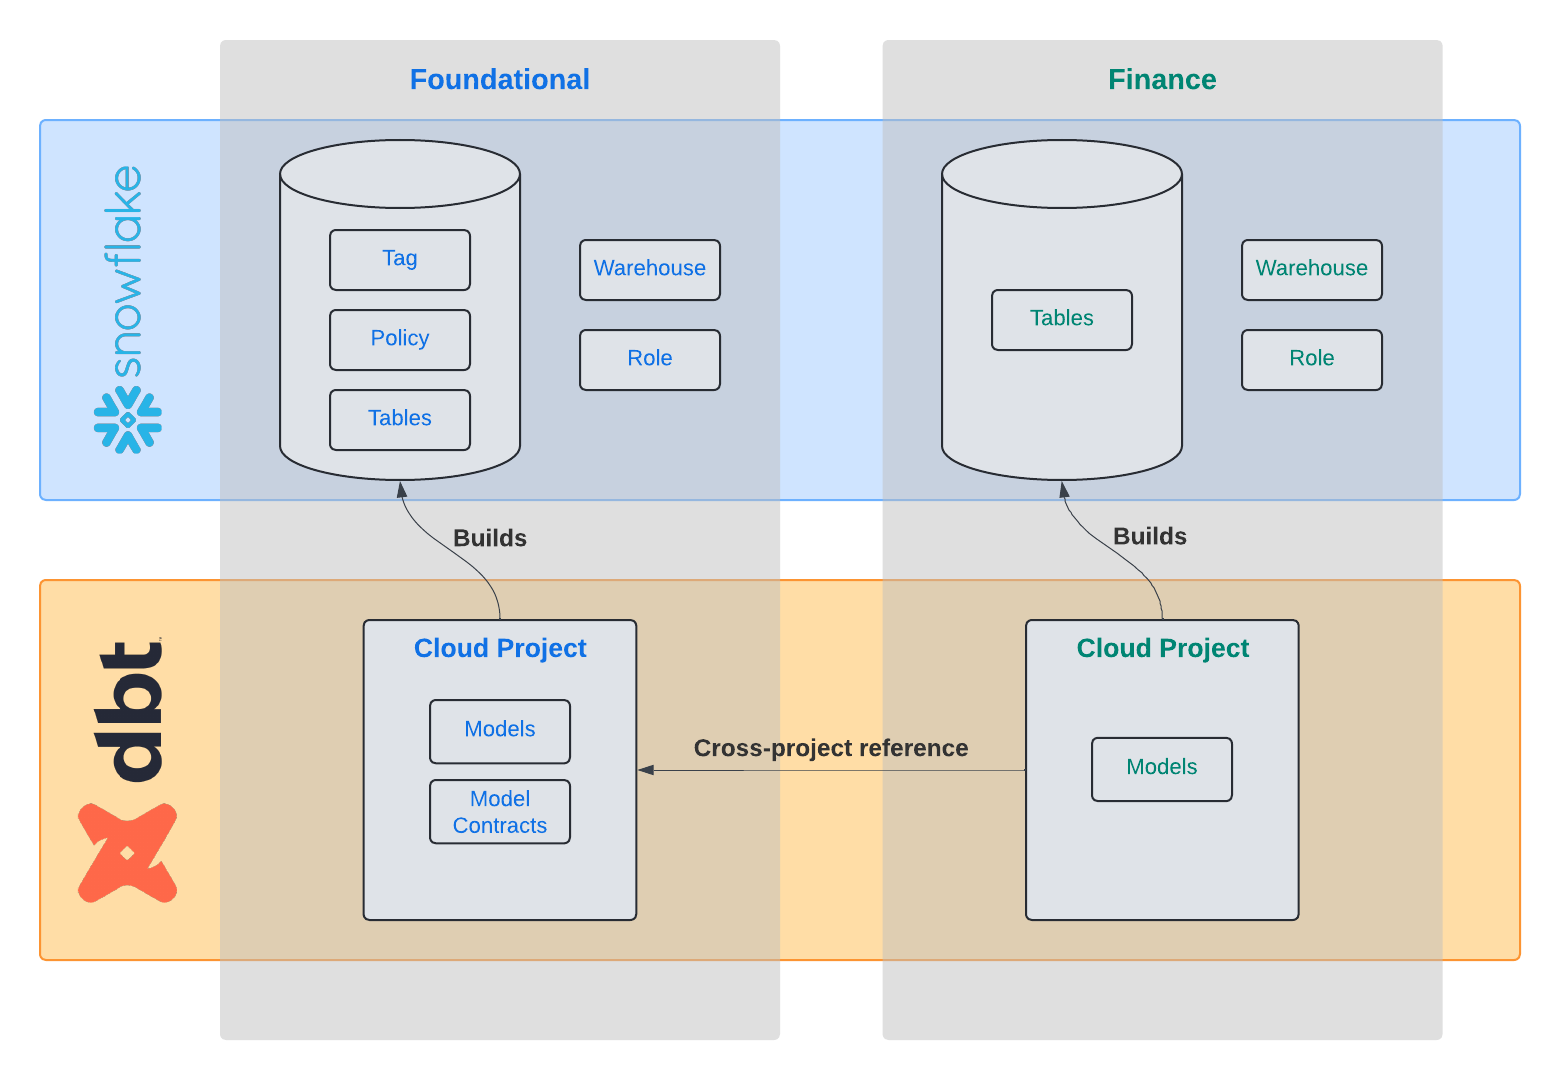 Foundational
Finance
snowflake
Tag
Policy
Tables
Warehouse
Role
Tables
Warehouse
Role
Builds
Builds
dbt
Cloud Project
Models
Model
Contracts
Cross-project reference
Cloud Project
Models